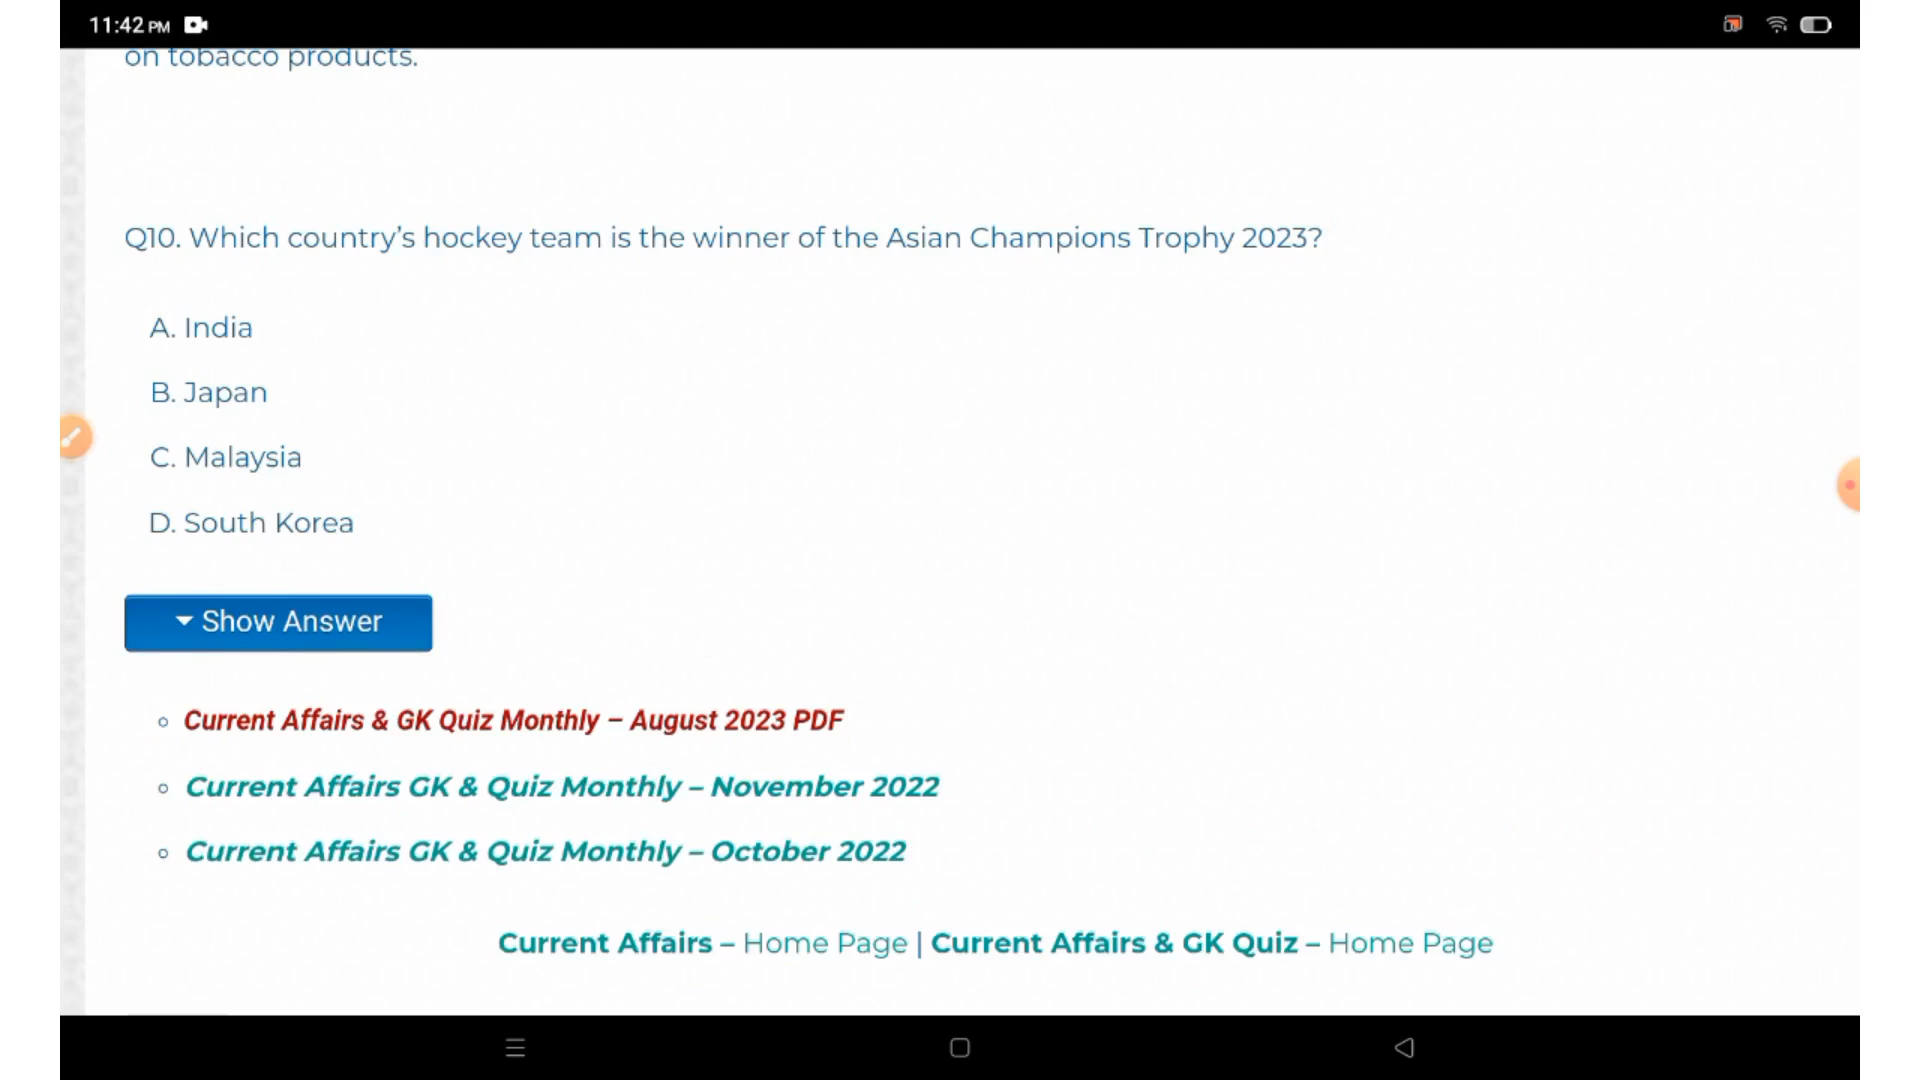 11:42 PM
on tobacco products.
Q10. Which country’s hockey team is the winner of the Asian Champions Trophy 2023?
A. India
B. Japan
C. Malaysia
D. South Korea
Show Answer
Current Affairs & GK Quiz Monthly – August 2023 PDF
Current Affairs GK & Quiz Monthly – November 2022
Current Affairs GK & Quiz Monthly – October 2022
Current Affairs – Home Page | Current Affairs & GK Quiz – Home Page